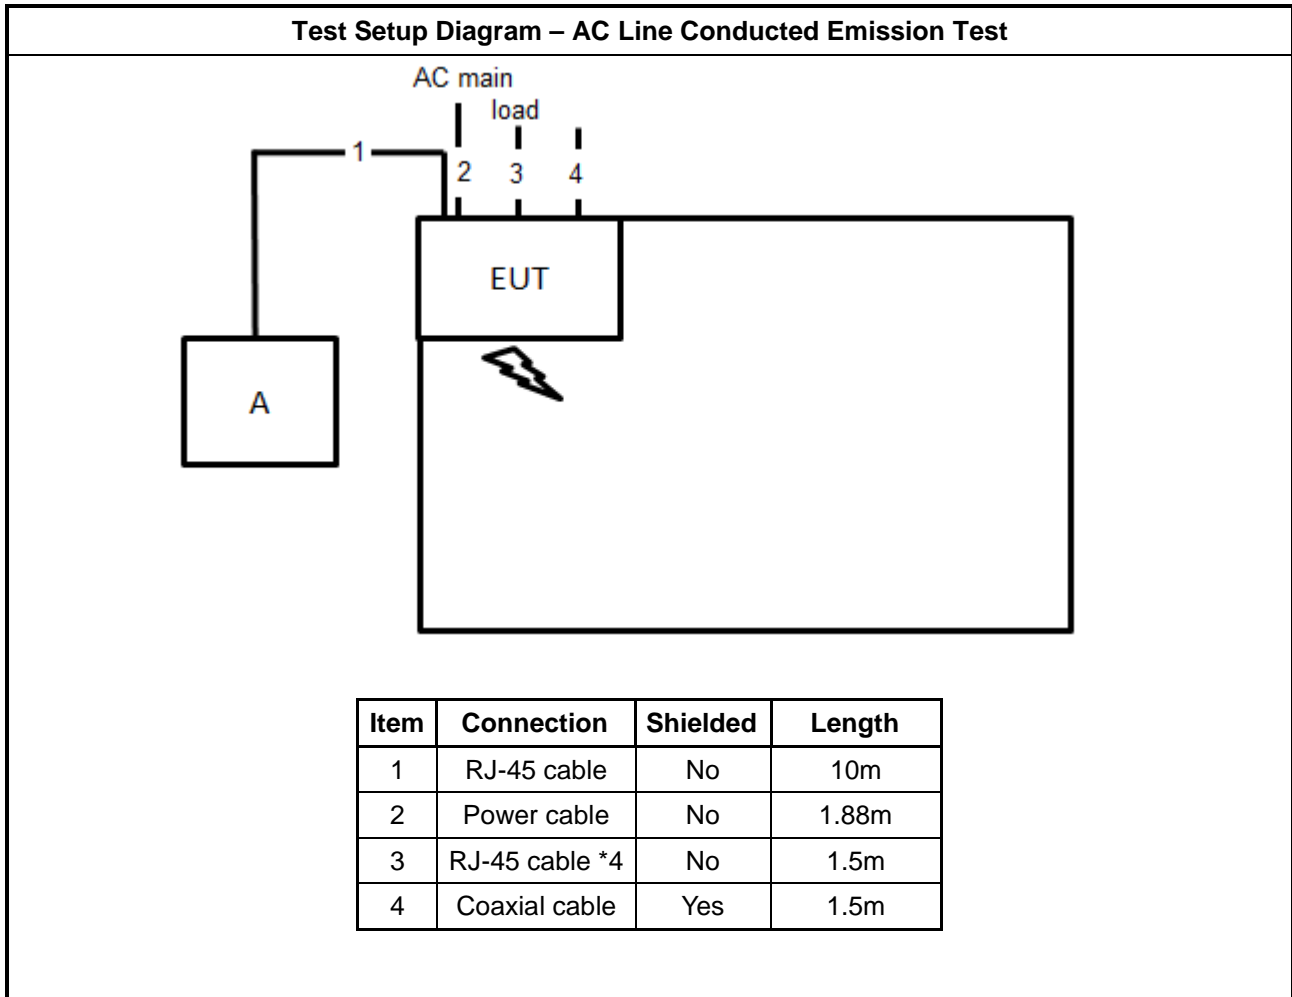 Test Setup Diagram – AC Line Conducted Emission Test
AC main
load
1
2 3 4
EUT
A
Item Connection Shielded Length
1 RJ-45 cable No 10m
2 Power cable No 1.88m
3 RJ-45 cable *4 No 1.5m
4 Coaxial cable Yes 1.5m